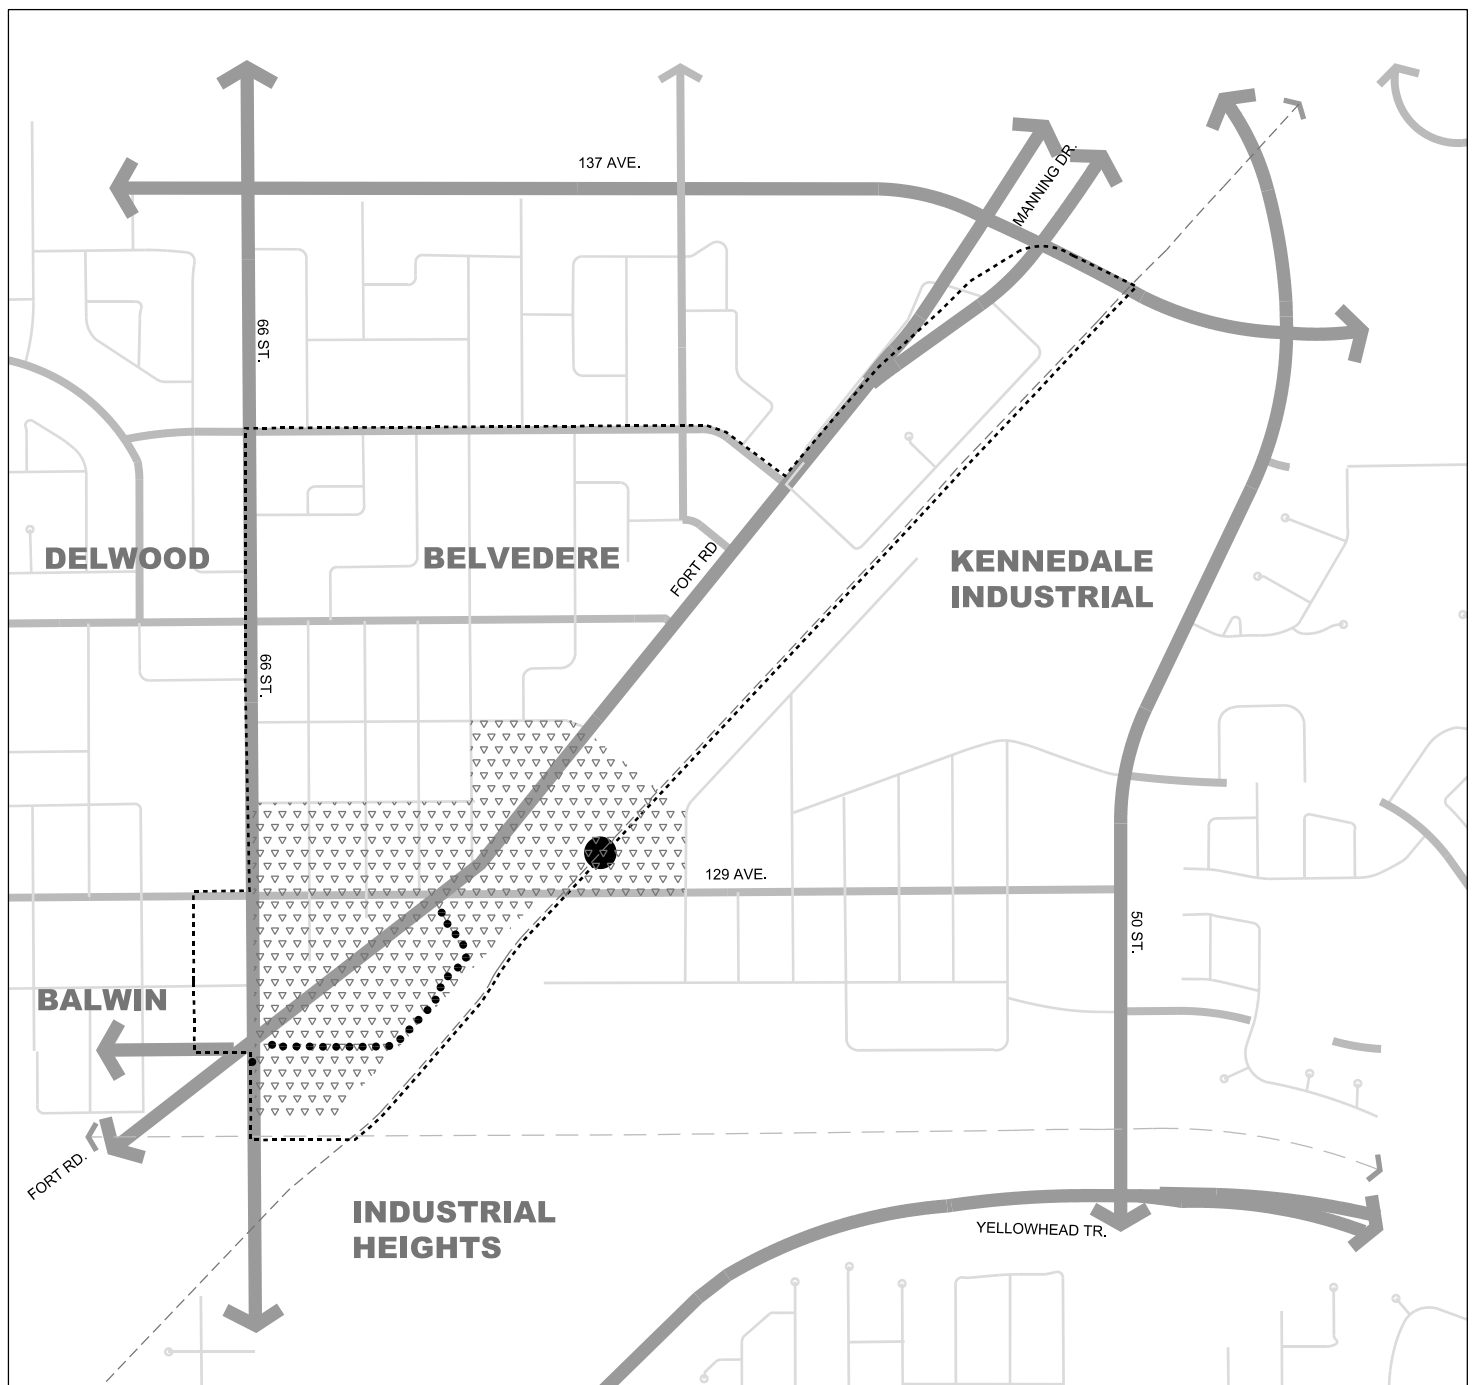 137 AVE.
MANNING DR.
66 ST.
DELWOOD
BELVEDERE
FORT RD
KENNEDALE
INDUSTRIAL
66 ST.
129 AVE.
50 ST.
BALWIN
FORT RD.
INDUSTRIAL
HEIGHTS
YELLOWHEAD TR.